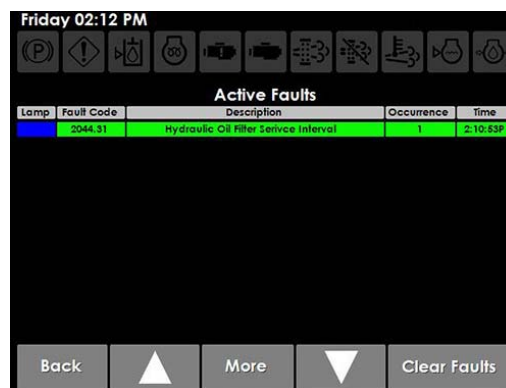 Friday 02:12 PM
Active Faults
Lamp Fault Code Description Occurrence Time
2044.31 Hydraulic Oil Filter Serivce Interval 1 2:10:53P
Back More Clear Faults